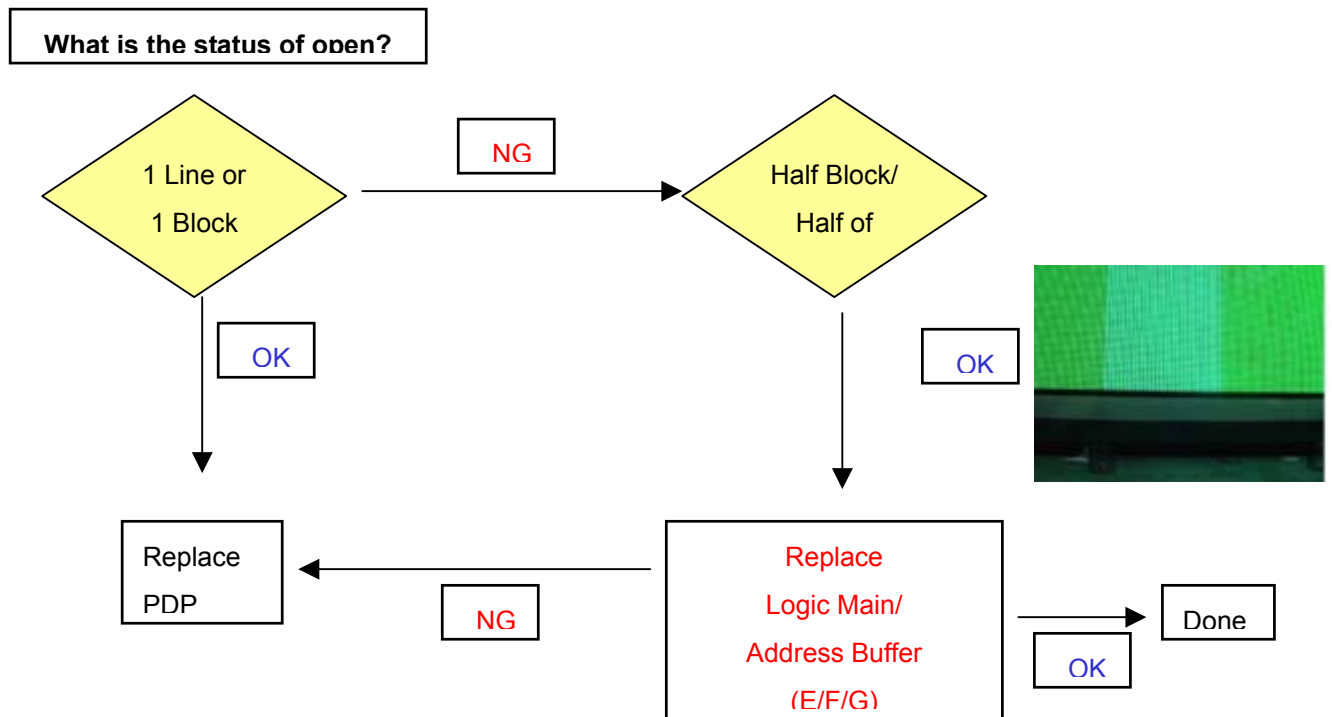 What is the status of open?
1 Line or
1 Block
NG
Half Block/
Half of
OK
OK
Replace
PDP
NG
Replace
Logic Main/
Address Buffer
(E/F/G)
OK
Done